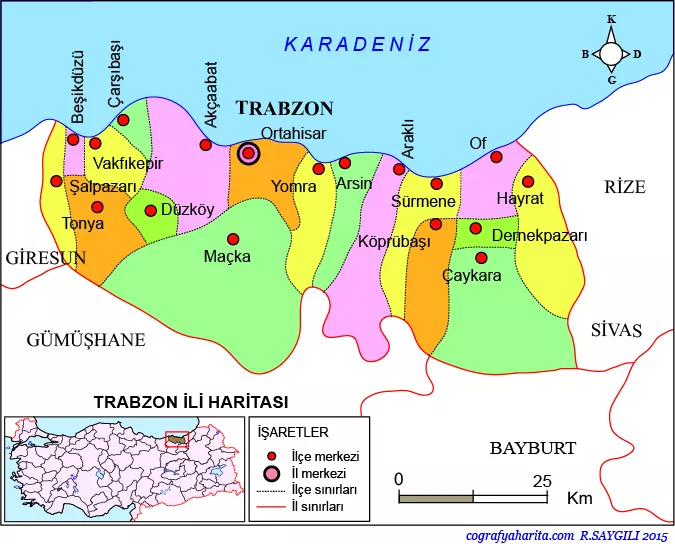 KARADENİZ
K
B
D
G
Beşikdüzü
Çarşıbaşı
Akçaabat
TRABZON
Ortahisar
Araklı
Of
Vakfıkepir
Şalpazarı
Yomra
Arsin
Sürmene
Hayrat
RİZE
Tonya
Düzköy
Maçka
Köprübaşı
Dernekpazarı
GİRESUN
Çaykara
GÜMÜŞHANE
SİVAS
TRABZON İLİ HARİTASI
İŞARETLER
İlçe merkezi
İl merkezi
İlçe sınırları
İl sınırları
BAYBURT
0
25
Km
cografyaharita.com R.SAYGILI 2015